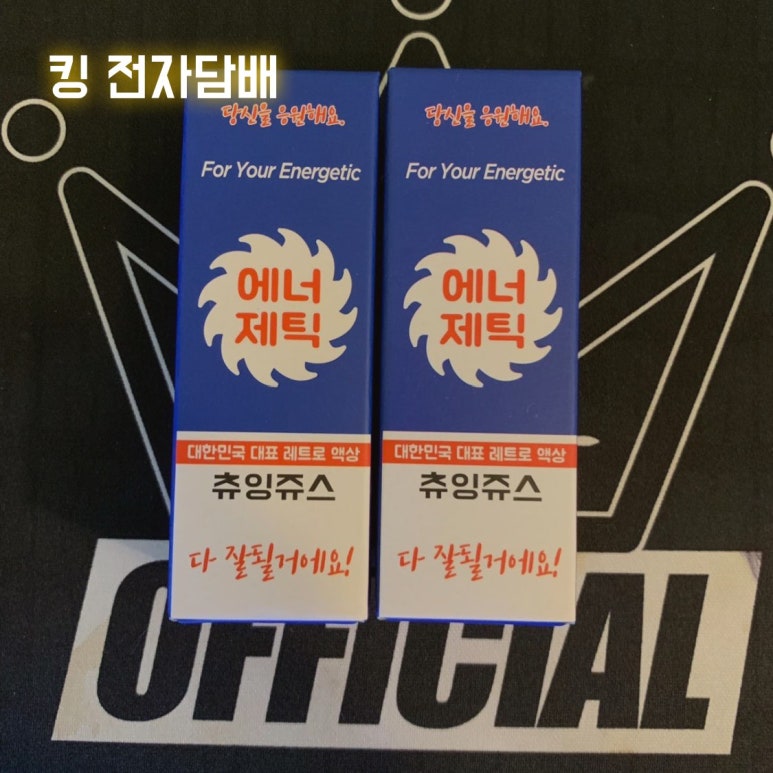 킹 전자담배
당신을 응원해요.
For Your Energetic
에너
제틱
대한민국 대표 레트로 액상
츄잉쥬스
다 잘될거에요!
당신을 응원해요.
For Your Energetic
에너
제틱
대한민국 대표 레트로 액상
츄잉쥬스
다 잘될거에요!
OFFICIAL